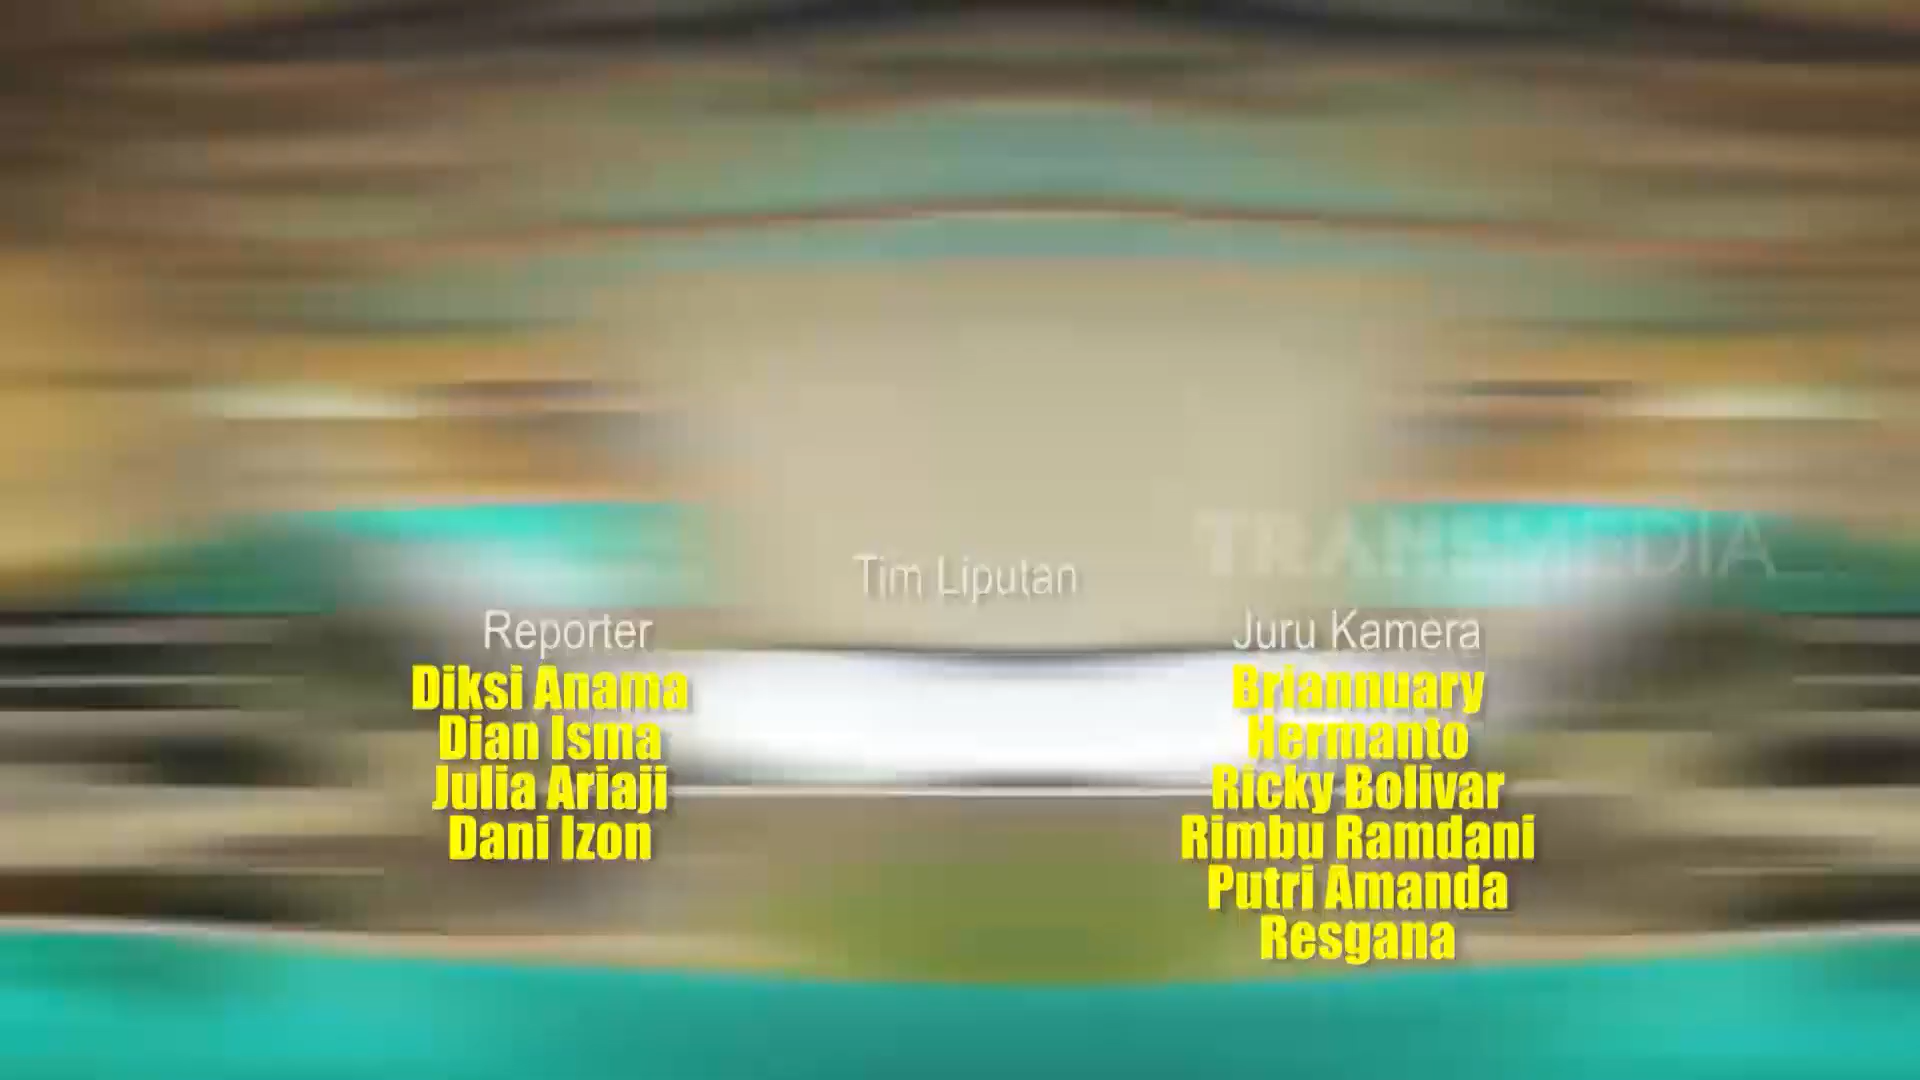 TRANSMEDIA
Tim Liputan
Reporter
Diksi Anama
Dian Isma
Julia Ariaji
Dani Izon
Juru Kamera
Briannuary
Hermanto
Ricky Bolivar
Rimbu Ramdani
Putri Amanda
Resgana